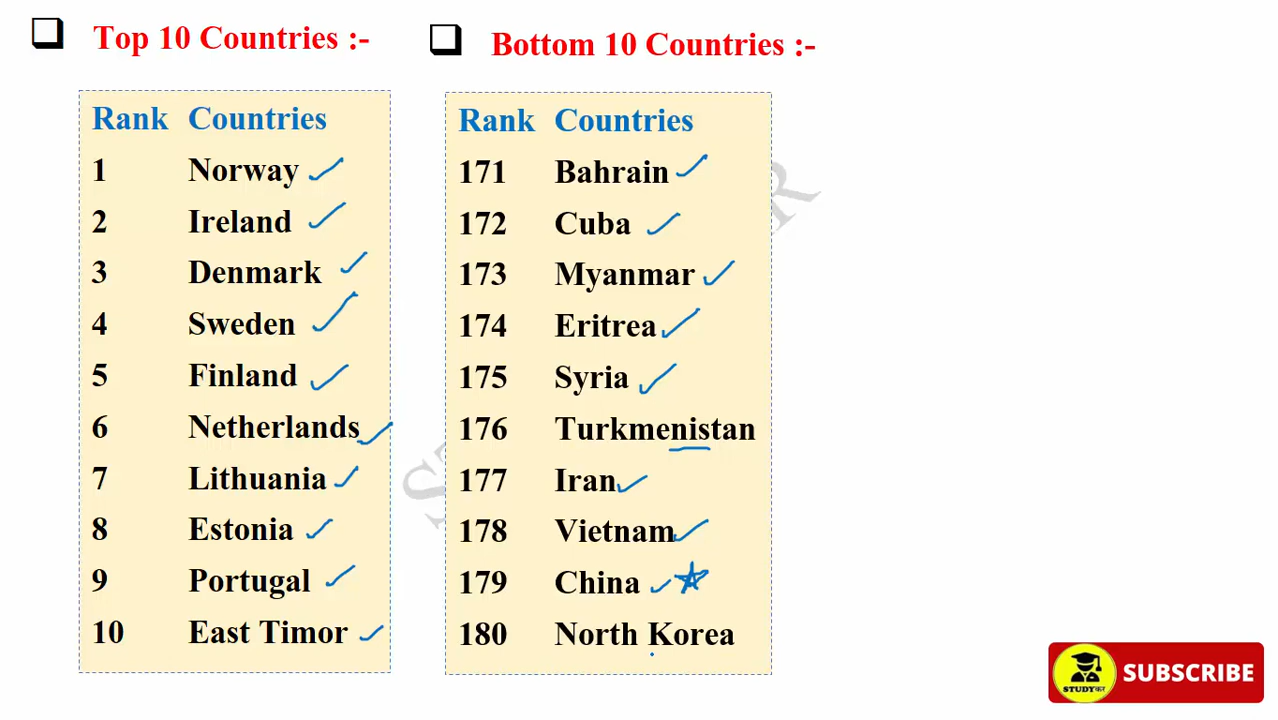 Top 10 Countries :-
Rank Countries
1 Norway
2 Ireland
3 Denmark
4 Sweden
5 Finland
6 Netherlands
7 Lithuania
8 Estonia
9 Portugal
10 East Timor
Bottom 10 Countries :-
Rank Countries
171 Bahrain
172 Cuba
173 Myanmar
174 Eritrea
175 Syria
176 Turkmenistan
177 Iran
178 Vietnam
179 China
180 North Korea
STUDYकर
SUBSCRIBE